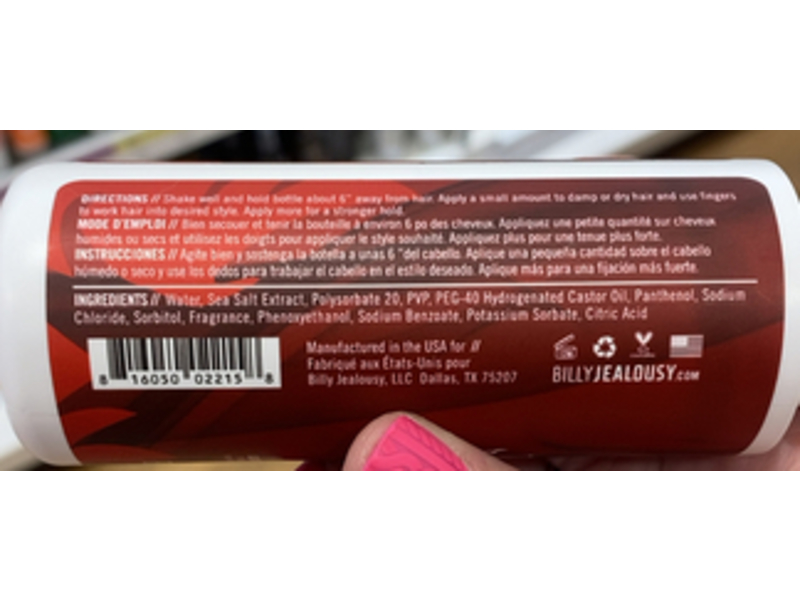 DIRECTIONS // Shake well and hold bottle about 6" away from hair. Apply a small amount to damp or dry hair and use fingers
to work hair into desired style. Apply more for a stronger hold.
MODE D'EMPLOI // Bien secouer et tenir la bouteille à environ 6 po des cheveux. Appliquez une petite quantité sur cheveux
humides ou secs et utilisez les doigts pour appliquer le style souhaité. Appliquez plus pour une tenue plus forte.
INSTRUCCIONES // Agite bien y sostenga la botella a unas 6 "del cabello. Aplique una pequeña cantidad sobre el cabello
húmedo o seco y use los dedos para trabajar el cabello en el estilo deseado. Aplique más para una fijación más fuerte.
INGREDIENTS // Water, Sea Salt Extract, Polysorbate 20, PVP, PEG-40 Hydrogenated Castor Oil, Panthenol, Sodium
Chloride, Sorbitol, Fragrance, Phenoxyethanol, Sodium Benzoate, Potassium Sorbate, Citric Acid
8 16050 02215 8
Manufactured in the USA for //
Fabriqué aux États-Unis pour
Billy Jealousy, LLC Dallas, TX 75207
BILLYJEALOUSY.COM